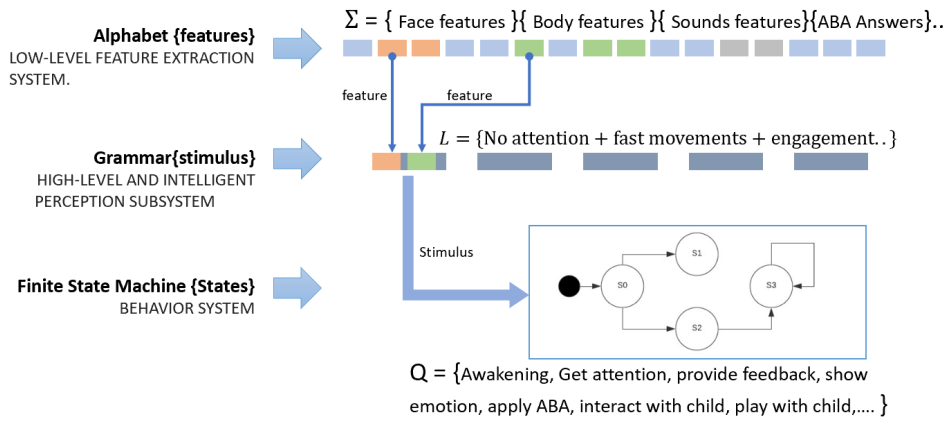 Σ = { Face features }{ Body features }{ Sounds features}{ABA Answers}..
Alphabet {features}
LOW-LEVEL FEATURE EXTRACTION
SYSTEM.
feature
feature
L = {No attention + fast movements + engagement. . }
Grammar{stimulus}
HIGH-LEVEL AND INTELLIGENT
PERCEPTION SUBSYSTEM
Stimulus
S1
S0
S3
S2
Finite State Machine {States}
BEHAVIOR SYSTEM
Q = {Awakening, Get attention, provide feedback, show
emotion, apply ABA, interact with child, play with child,.... }